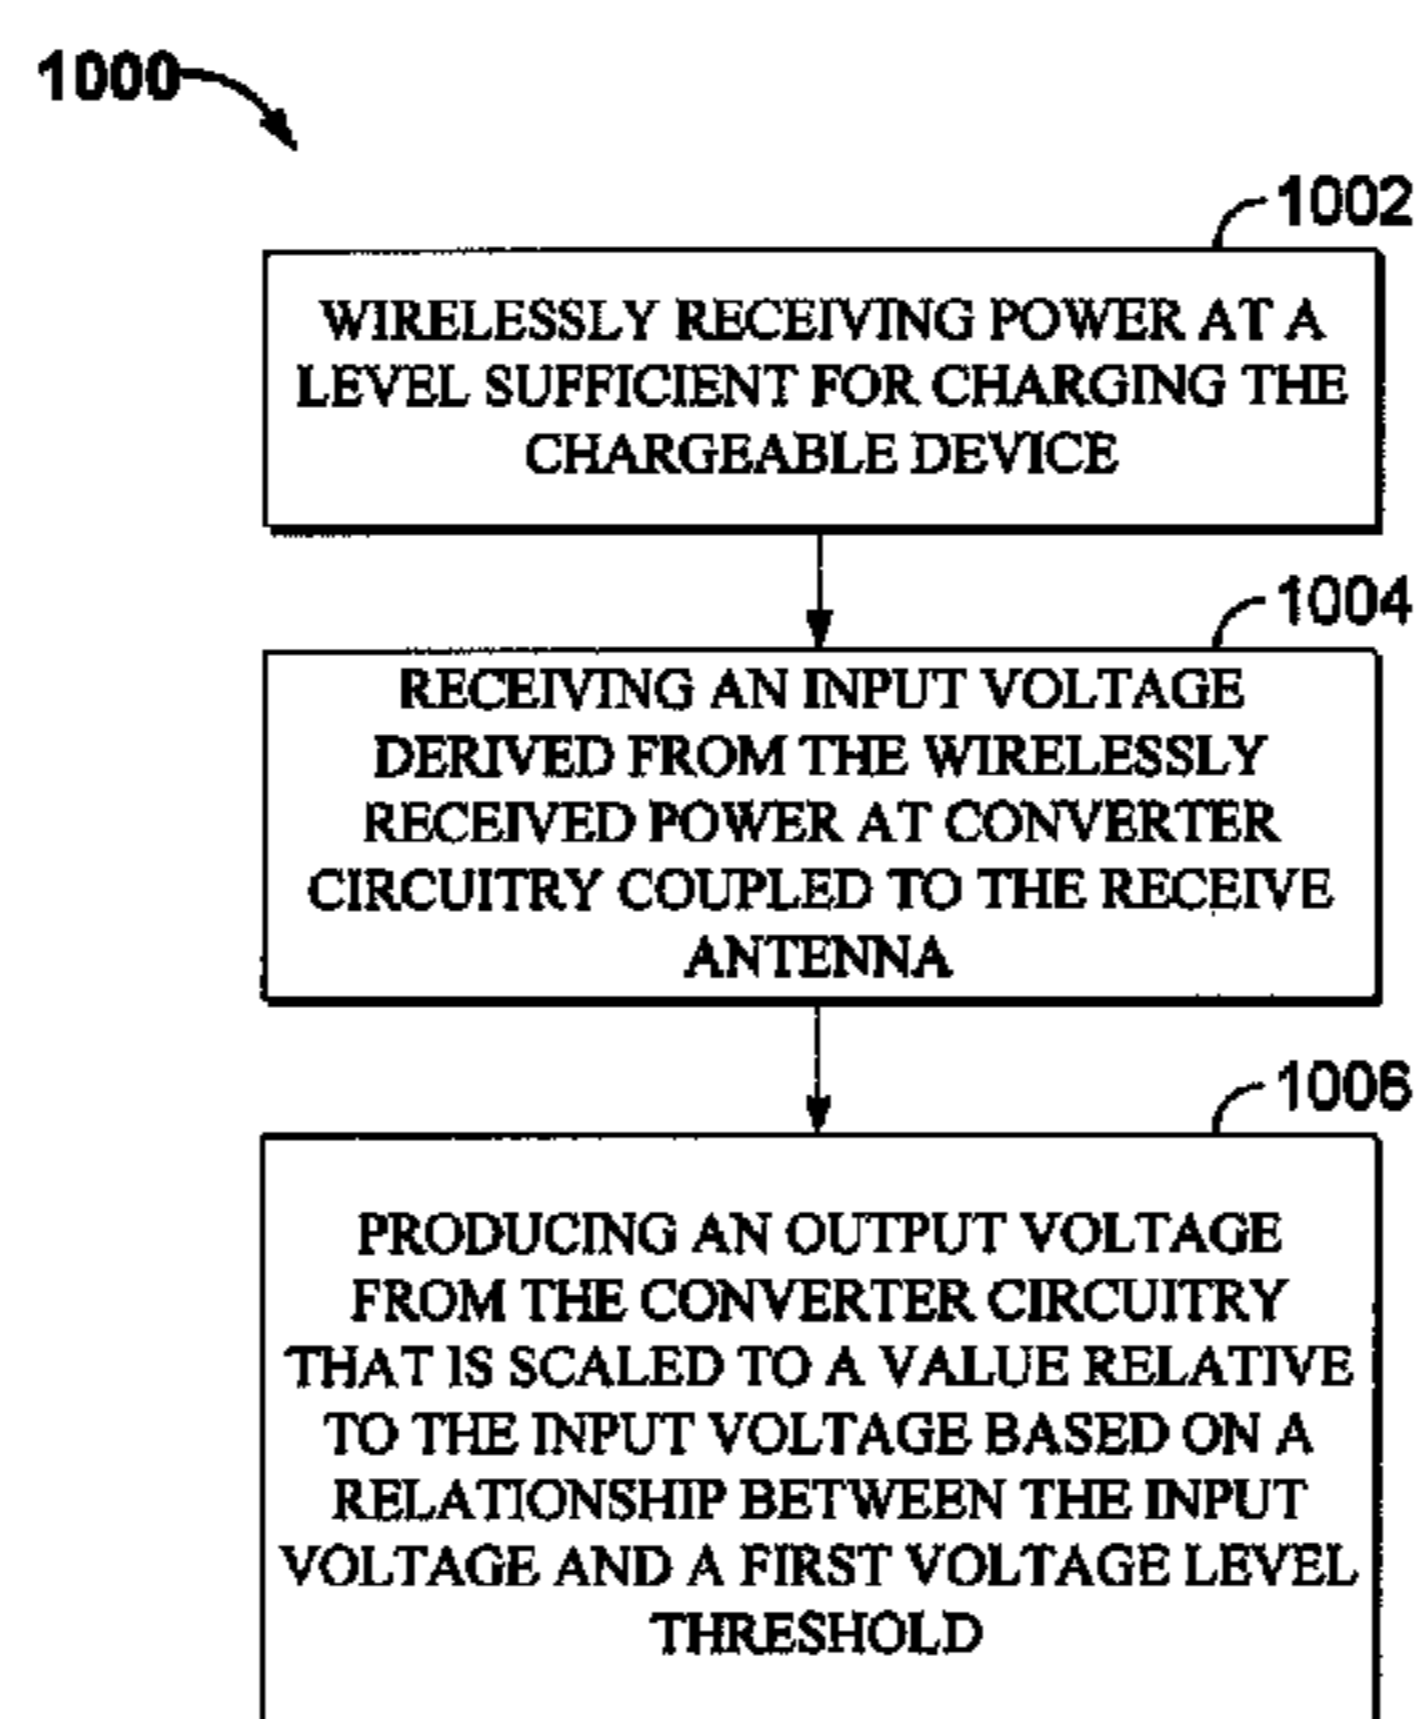 1000
1002
WIRELESSLY RECEIVING POWER AT A
LEVEL SUFFICIENT FOR CHARGING THE
CHARGEABLE DEVICE
1004
RECEIVING AN INPUT VOLTAGE
DERIVED FROM THE WIRELESSLY
RECEIVED POWER AT CONVERTER
CIRCUITRY COUPLED TO THE RECEIVE
ANTENNA
1006
PRODUCING AN OUTPUT VOLTAGE
FROM THE CONVERTER CIRCUITRY
THAT IS SCALED TO A VALUE RELATIVE
TO THE INPUT VOLTAGE BASED ON A
RELATIONSHIP BETWEEN THE INPUT
VOLTAGE AND A FIRST VOLTAGE LEVEL
THRESHOLD